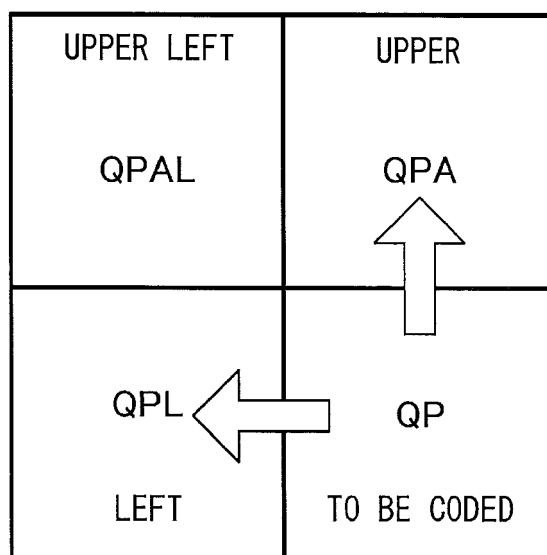 UPPER LEFT
UPPER
QPAL
QPA
QPL
QP
LEFT
TO BE CODED